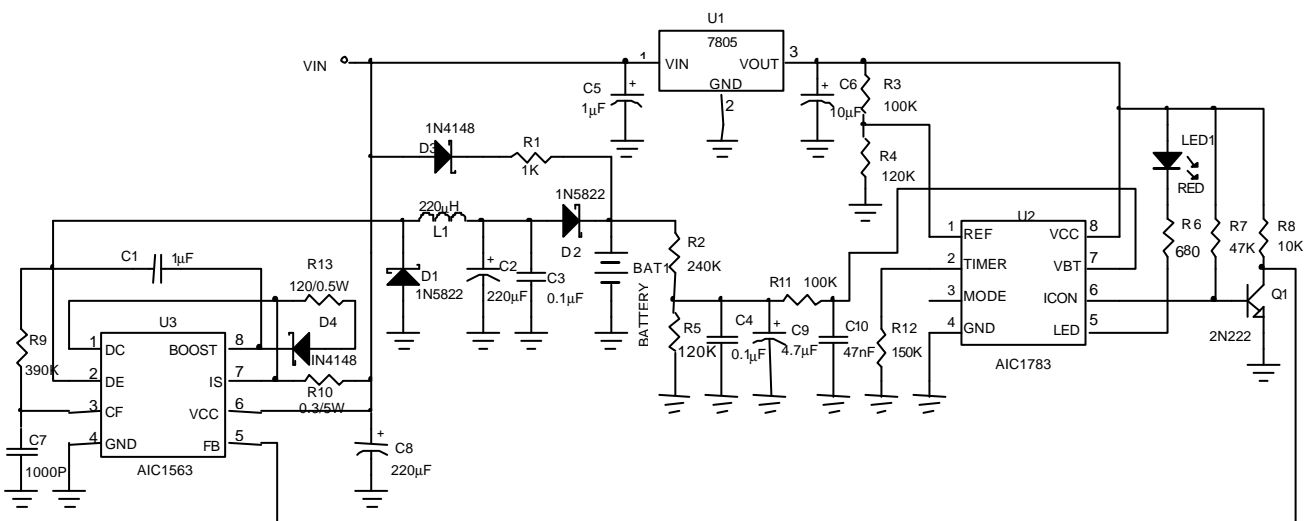 U1
7805
VIN
1
VIN
VOUT
3
GND
2
C5
1µF
+
+
C6
10µF
R3
100K
1N4148
D3
R1
1K
R4
120K
LED1
RED
220µH
L1
1N5822
D2
U2
1
REF
VCC
8
2
TIMER
VBT
7
3
MODE
ICON
6
4
GND
LED
5
AIC1783
R6
680
R7
47K
R8
10K
Q1
2N222
C1
1µF
R13
120/0.5W
D1
1N5822
+
C2
220µF
C3
0.1µF
BAT1
BATTERY
R2
240K
R11
100K
R5
120K
C4
0.1µF
+
C9
4.7µF
C10
47nF
R12
150K
U3
D4
IN4148
R9
390K
1
DC
BOOST
8
2
DE
IS
7
3
CF
VCC
6
4
GND
FB
5
AIC1563
R10
0.3/5W
C7
1000P
+
C8
220µF